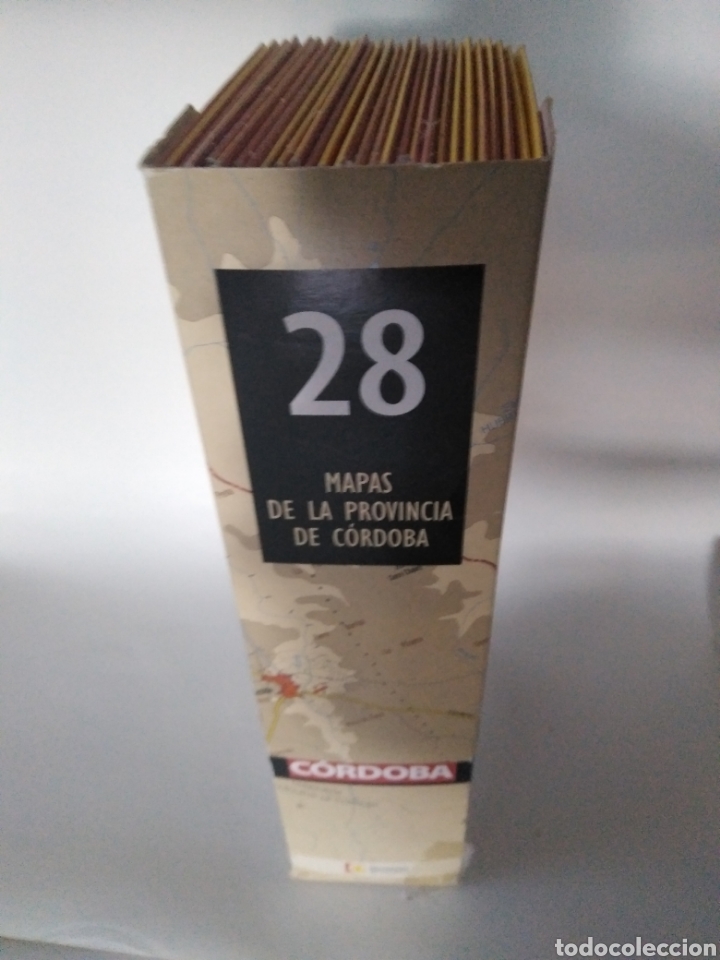 28
MAPAS
DE LA PROVINCIA
DE CÓRDOBA
CÓRDOBA
todocoleccion